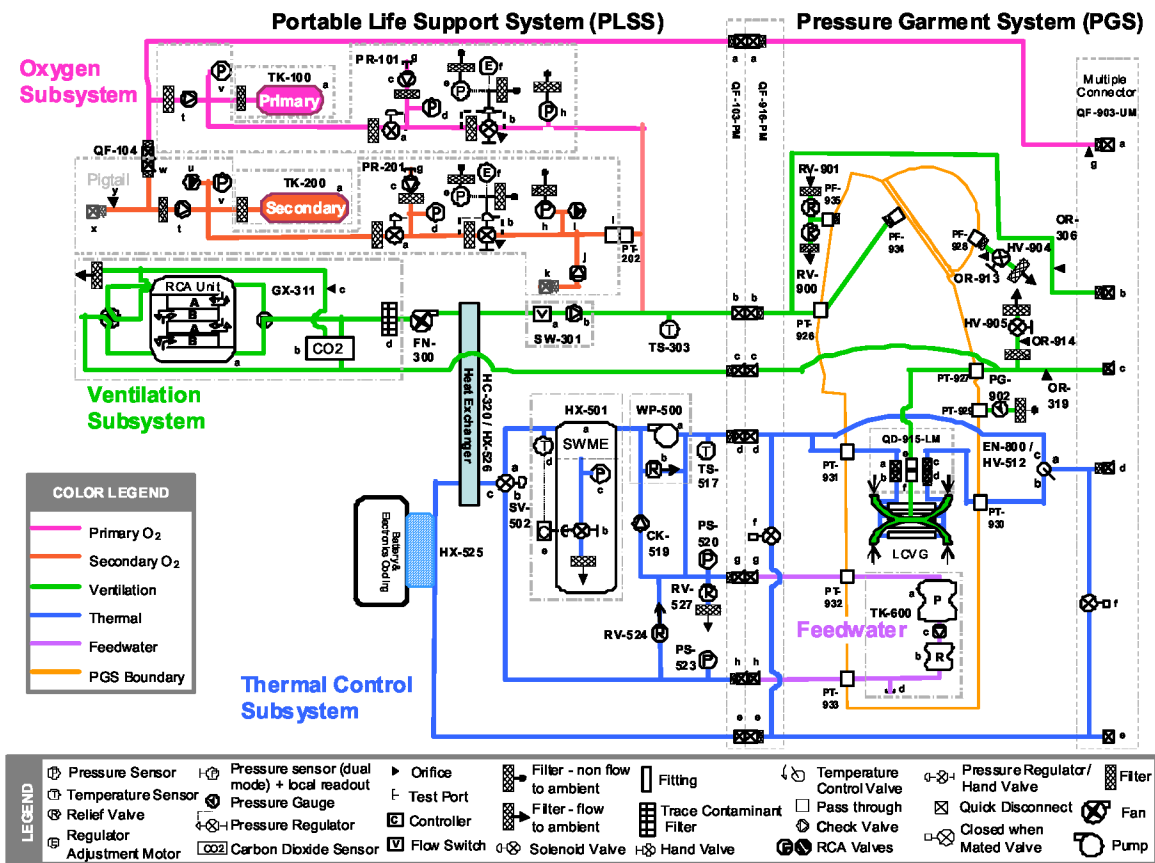 Portable Life Support System (PLSS)
Pressure Garment System (PGS)
Oxygen
Subsystem
TK-100
Primary
PR-101
QF-104
Pigtail
TK-200
Secondary
PR-201
PT-
202
QF-103-PM
QF-916-PM
Multiple
Connector
QF-903-UM
RV-901
PF-
935
RV-
900
PF-
934
PF-
928
HV-904
OR-913
OR-
306
HV-905
OR-914
PT-
926
PT-927
PG-
902
OR-
319
PT-929
RCA Unit
A
B
A
B
GX-311
CO2
FN-
300
SW-301
TS-303
Ventilation
Subsystem
HC-320 / HX-526
Heat Exchanger
HX-501
SWME
WP-500
TS-
517
SV-
502
CK-
519
PS-
520
RV-
527
RV-524
PS-
523
HX-525
Battery &
Electronics Cooling
QD-915-LM
EN-800 /
HV-512
PT-
931
PT-
930
LCVG
PT-
932
TK-600
P
R
Feedwater
PT-
933
Thermal Control
Subsystem
COLOR LEGEND
Primary O2
Secondary O2
Ventilation
Thermal
Feedwater
PGS Boundary
LEGEND
Pressure Sensor
Temperature Sensor
Relief Valve
Regulator
Adjustment Motor
Pressure sensor (dual
mode) + local readout
Pressure Gauge
Pressure Regulator
CO2 Carbon Dioxide Sensor
Orifice
Test Port
C Controller
V Flow Switch
Filter - non flow
to ambient
Filter - flow
to ambient
Solenoid Valve
Fitting
Trace Contaminant
Filter
Hand Valve
Temperature
Control Valve
Pass through
Check Valve
RCA Valves
Pressure Regulator/
Hand Valve
Quick Disconnect
Closed when
Mated Valve
Filter
Fan
Pump